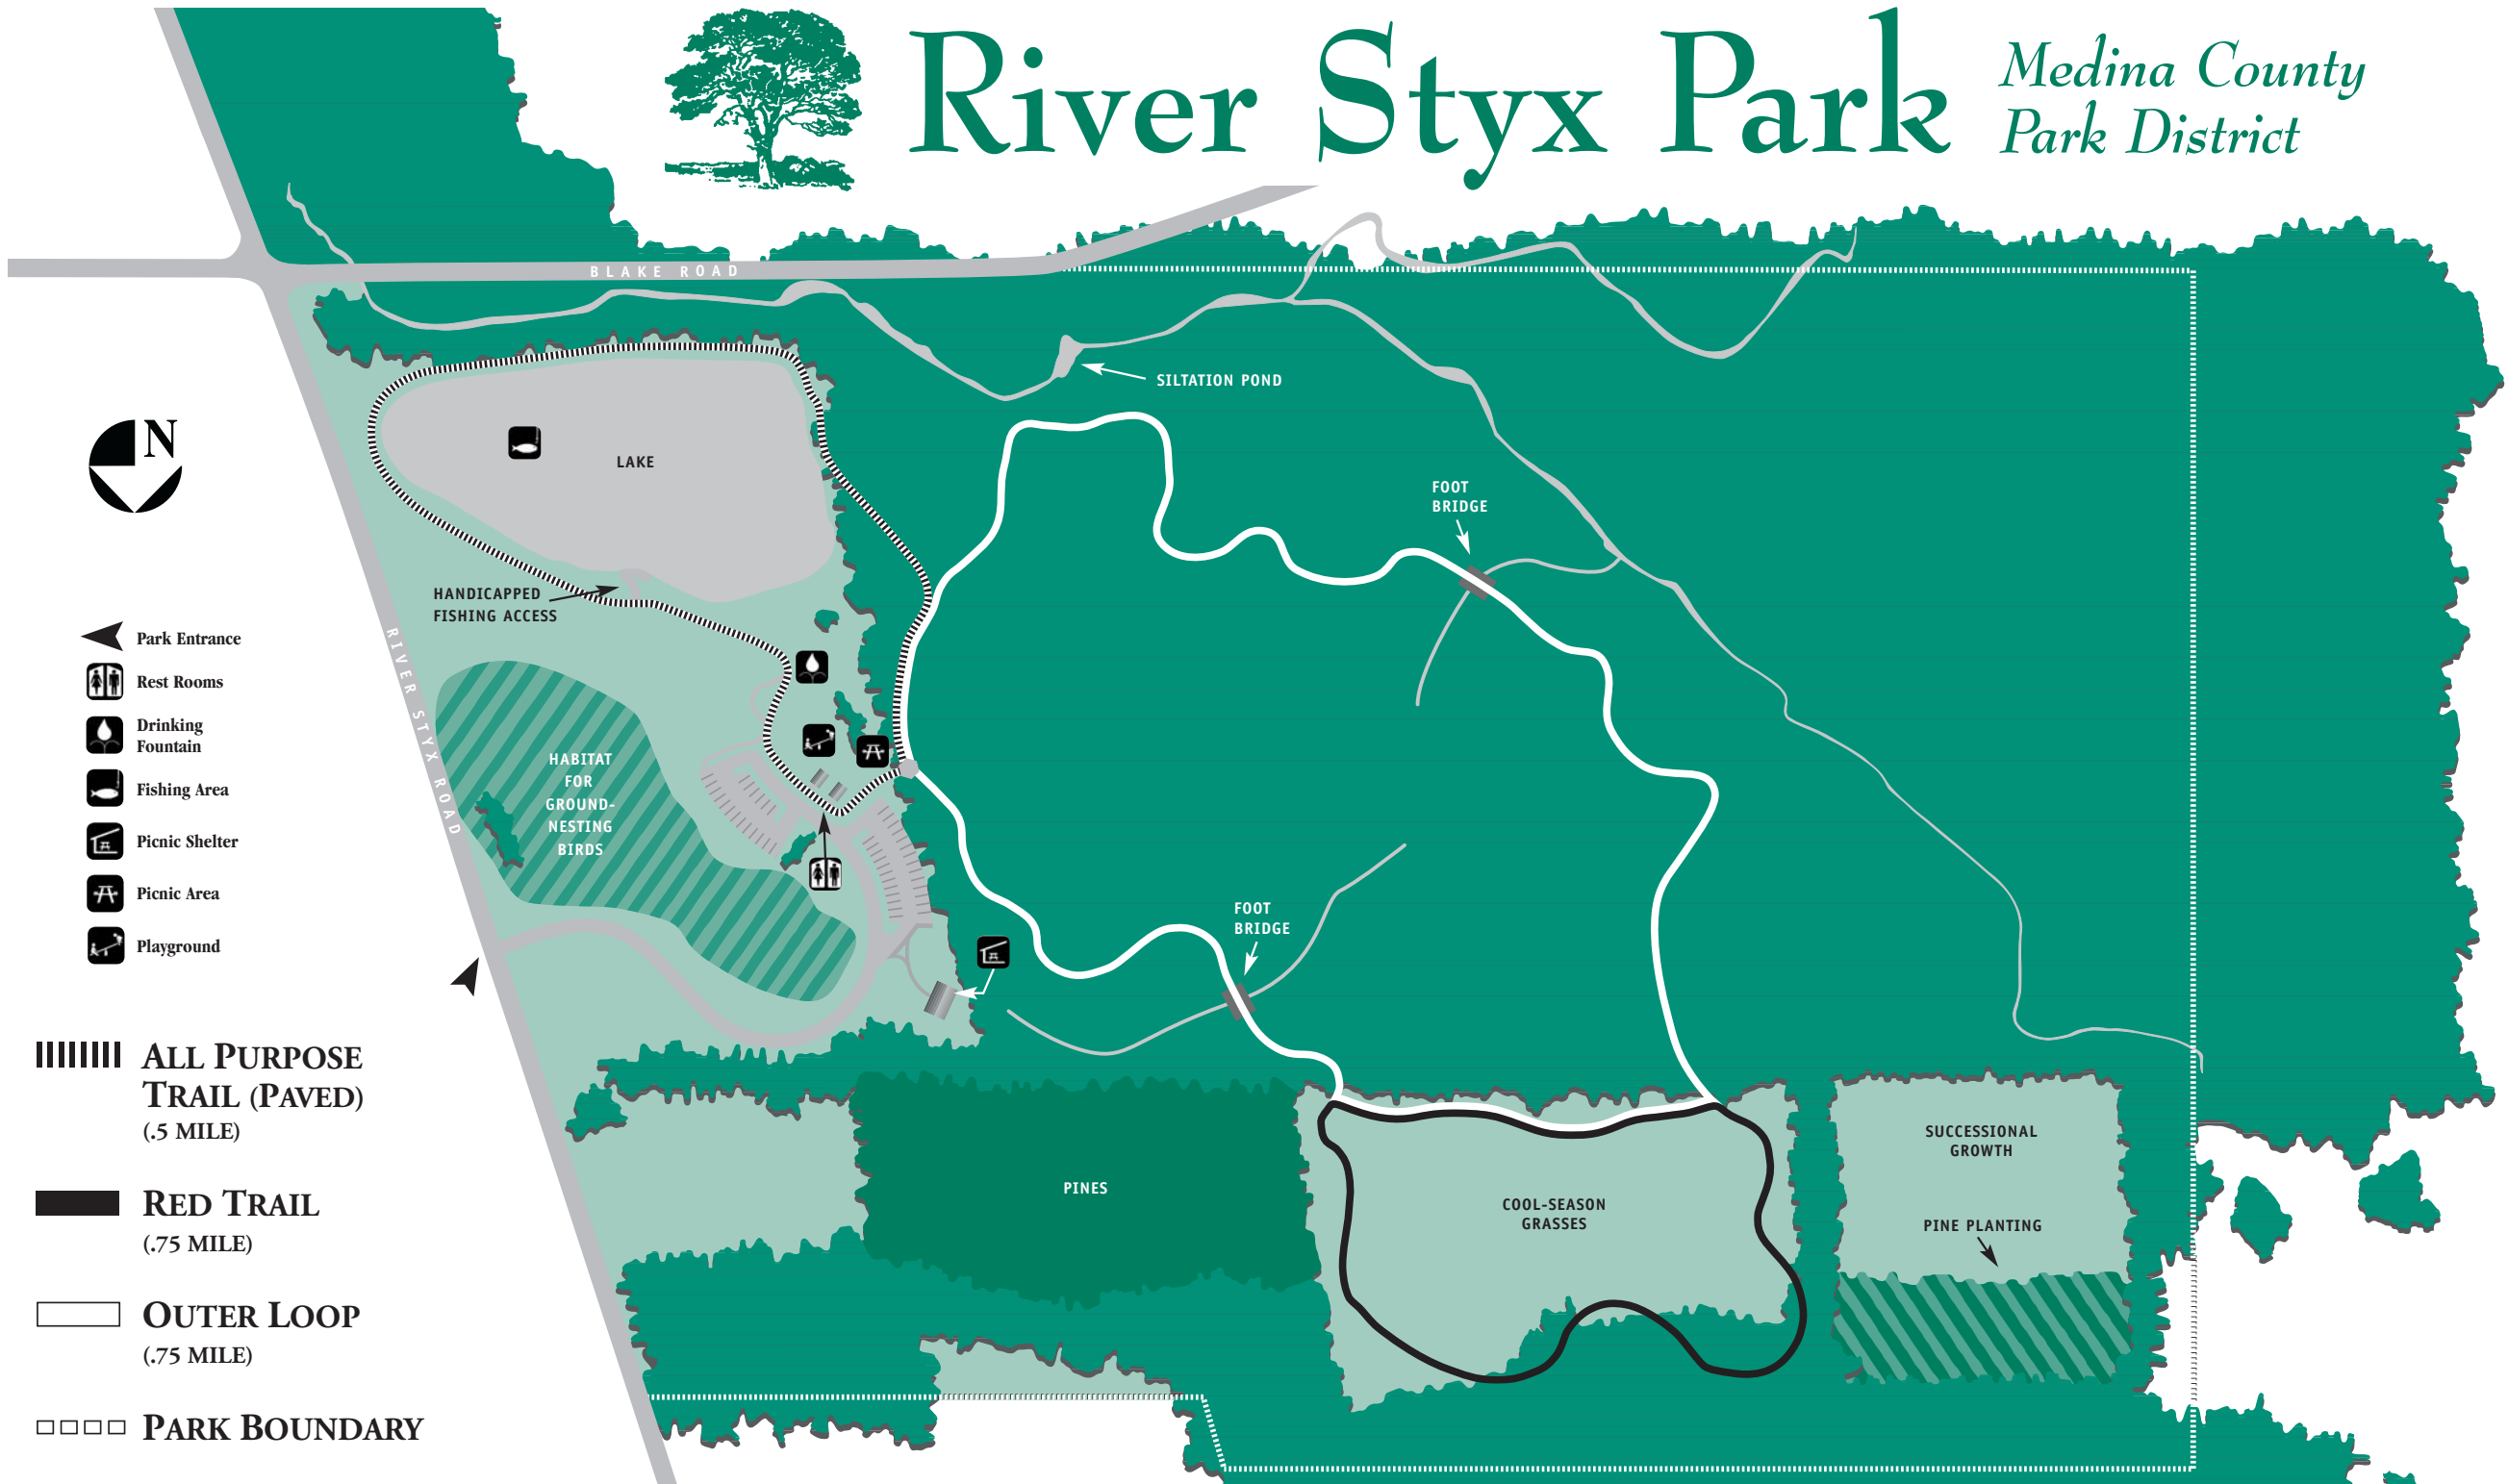 River Styx Park
Medina County
Park District
BLAKE ROAD
SILTATION POND
N
LAKE
FOOT
BRIDGE
HANDICAPPED
FISHING ACCESS
RIVER STYX ROAD
Park Entrance
Rest Rooms
Drinking
Fountain
Fishing Area
Picnic Shelter
Picnic Area
Playground
HABITAT
FOR
GROUND-
NESTING
BIRDS
FOOT
BRIDGE
ALL PURPOSE
TRAIL (PAVED)
(.5 MILE)
RED TRAIL
(.75 MILE)
OUTER LOOP
(.75 MILE)
PARK BOUNDARY
PINES
COOL-SEASON
GRASSES
SUCCESSIONAL
GROWTH
PINE PLANTING